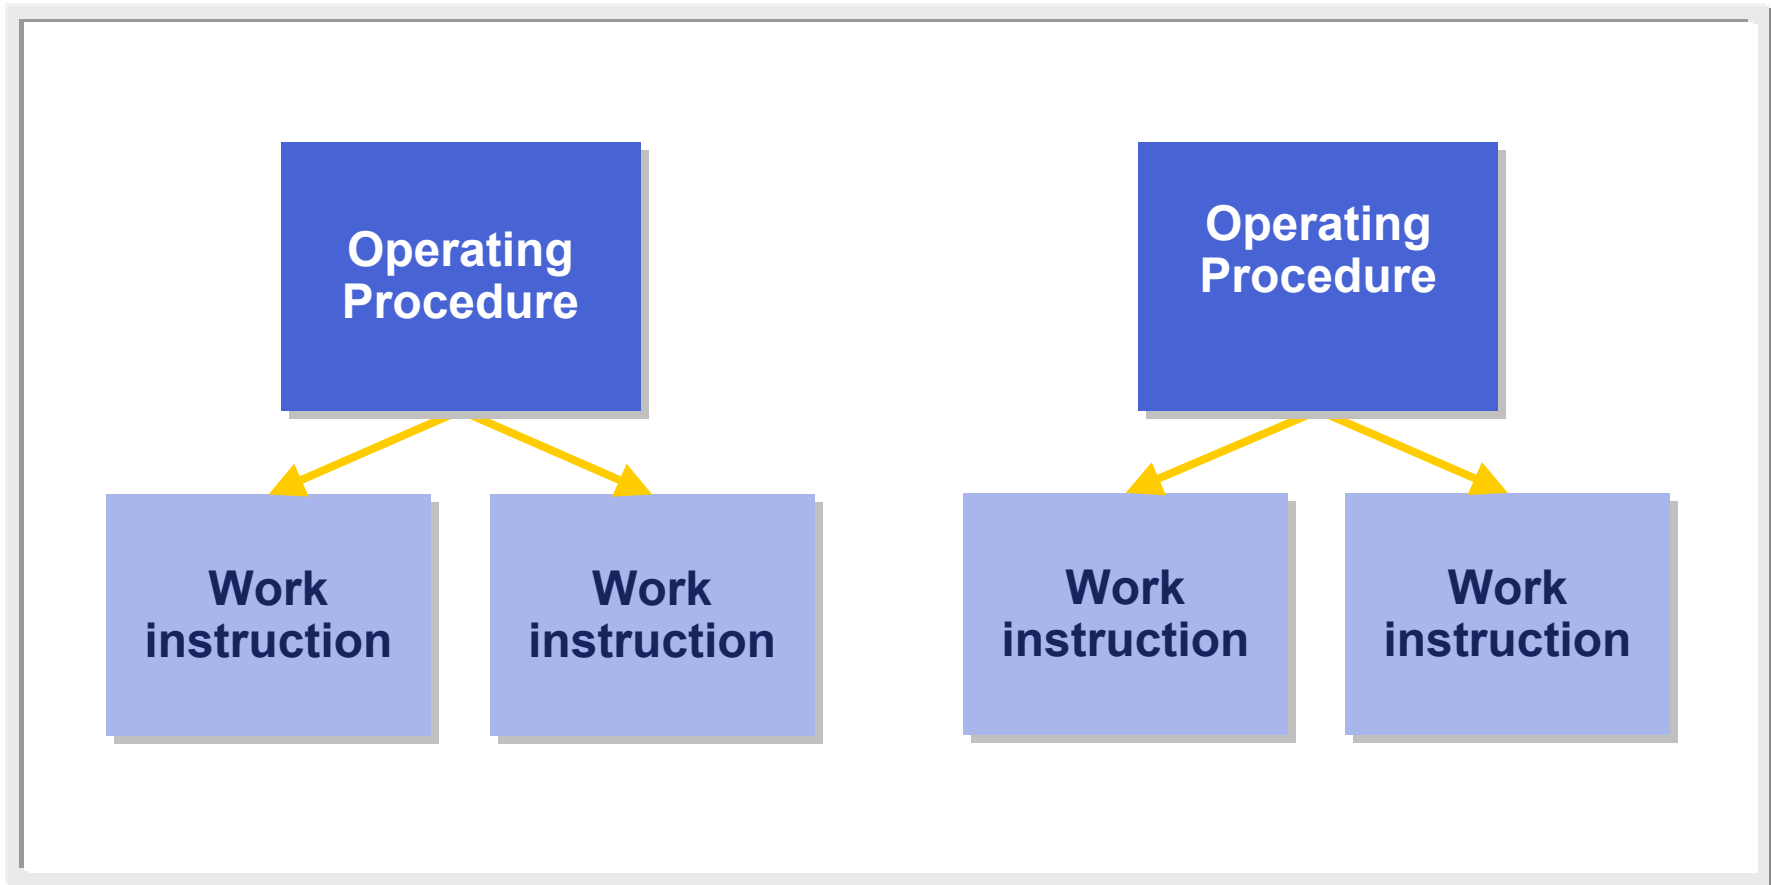 Operating
Procedure
Operating
Procedure
Work
instruction
Work
instruction
Work
instruction
Work
instruction